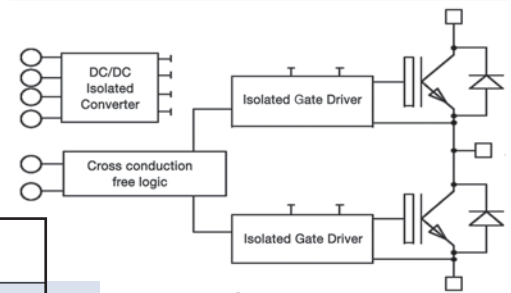 DC/DC
Isolated
Converter
Isolated Gate Driver
Cross conduction
free logic
Isolated Gate Driver